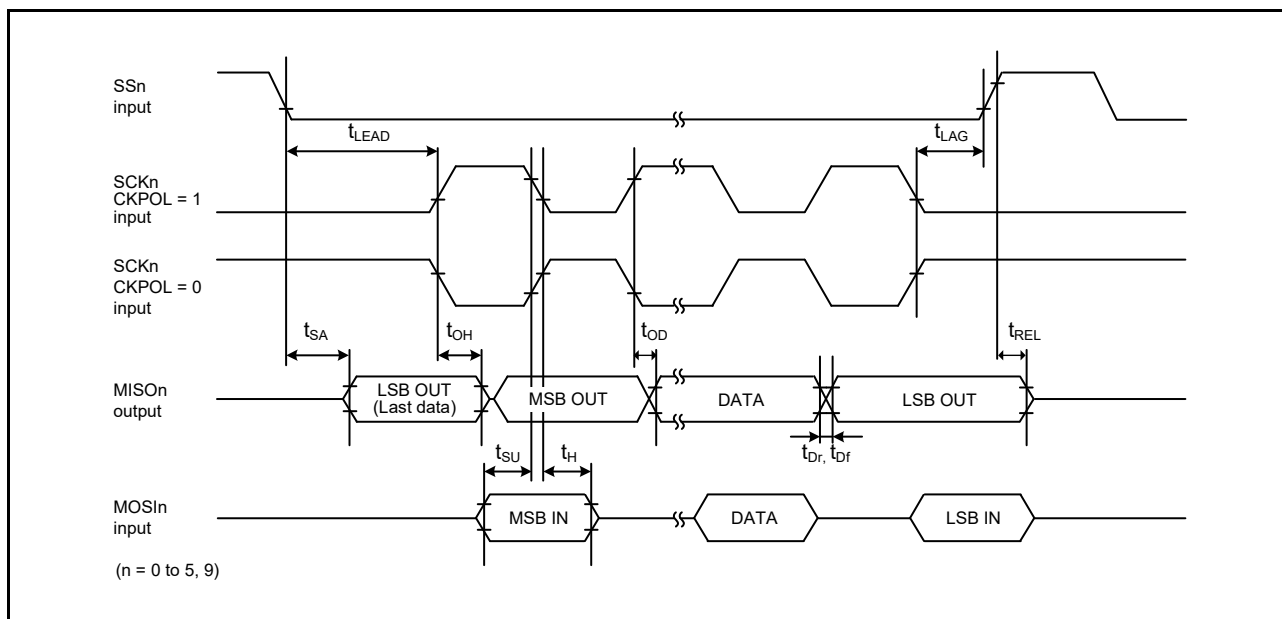 SSn
input
tLEAD
tLAG
SCKn
CKPOL = 1
input
SCKn
CKPOL = 0
input
tSA
tOH
tOD
tREL
MISOn
output
LSB OUT
(Last data)
MSB OUT
DATA
LSB OUT
tSU
tH
tDr, tDf
MOSIn
input
MSB IN
DATA
LSB IN
(n = 0 to 5, 9)